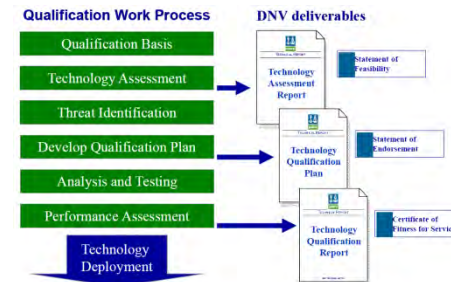 Qualification Work Process
DNV deliverables
Qualification Basis
Technology Assessment
Threat Identification
Develop Qualification Plan
Analysis and Testing
Performance Assessment
Technology
Deployment
Technology
Assessment
Report
Statement of
Feasibility
Technology
Qualification
Plan
Statement of
Endorsement
Technology
Qualification
Report
Certificate of
Fitness for Service